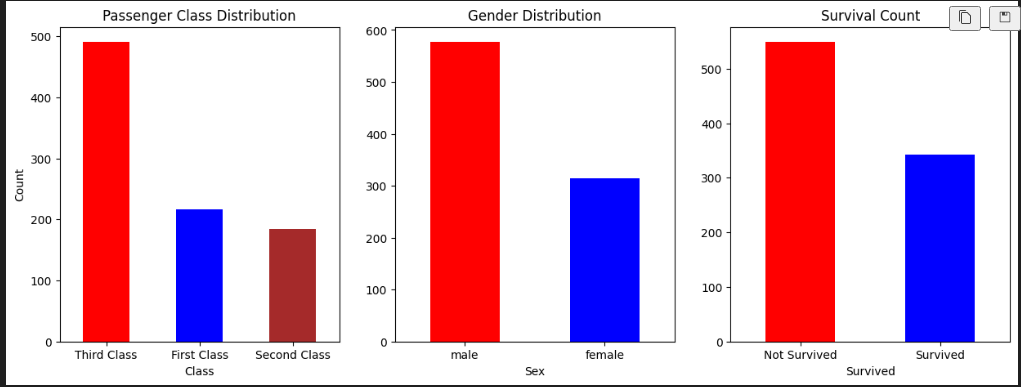 Passenger Class Distribution
500
400
300
200
100
0
Count
Third Class
First Class
Second Class
Class
Gender Distribution
600
500
400
300
200
100
0
male
female
Sex
Survival Count
500
400
300
200
100
0
Not Survived
Survived
Survived